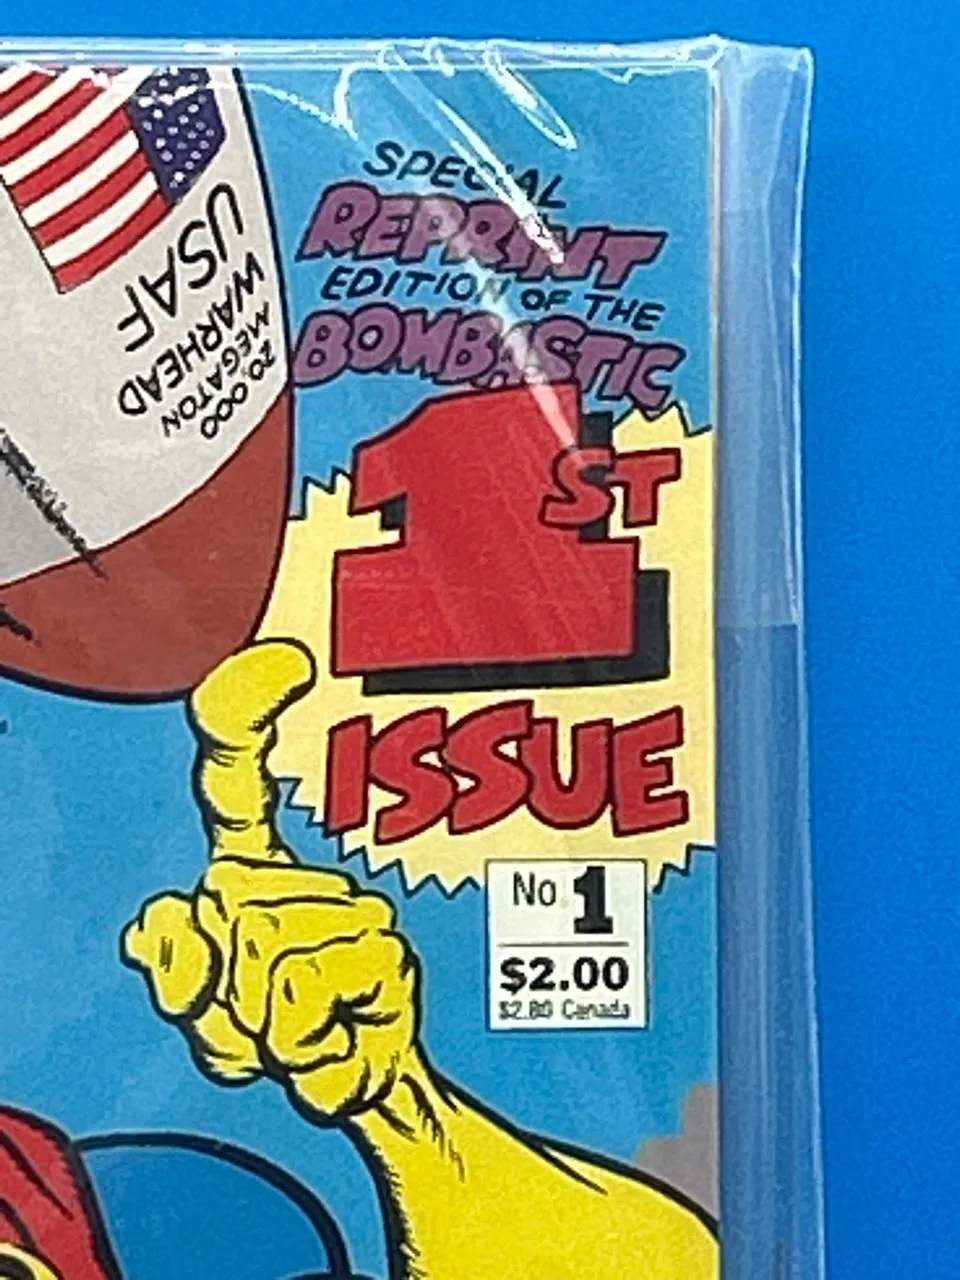 USAF
WARHEAD
20,000
MEGATON
SPECIAL
REPRINT
EDITION OF THE
BOMBASTIC
1ST
ISSUE
No. 1
$2.00
$2.80 Canada